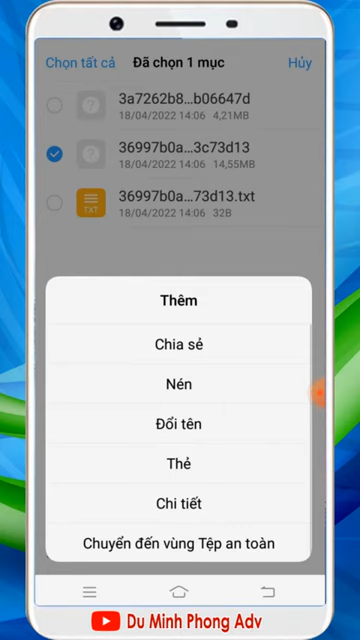 Chọn tất cả Đã chọn 1 mục Hủy
3a7262b8...b06647d
18/04/2022 14:06 4,21MB
36997b0a...3c73d13
18/04/2022 14:06 14,55MB
36997b0a...73d13.txt
18/04/2022 14:06 32B
TXT
Thêm
Chia sẻ
Nén
Đổi tên
Thẻ
Chi tiết
Chuyển đến vùng Tệp an toàn
Du Minh Phong Adv